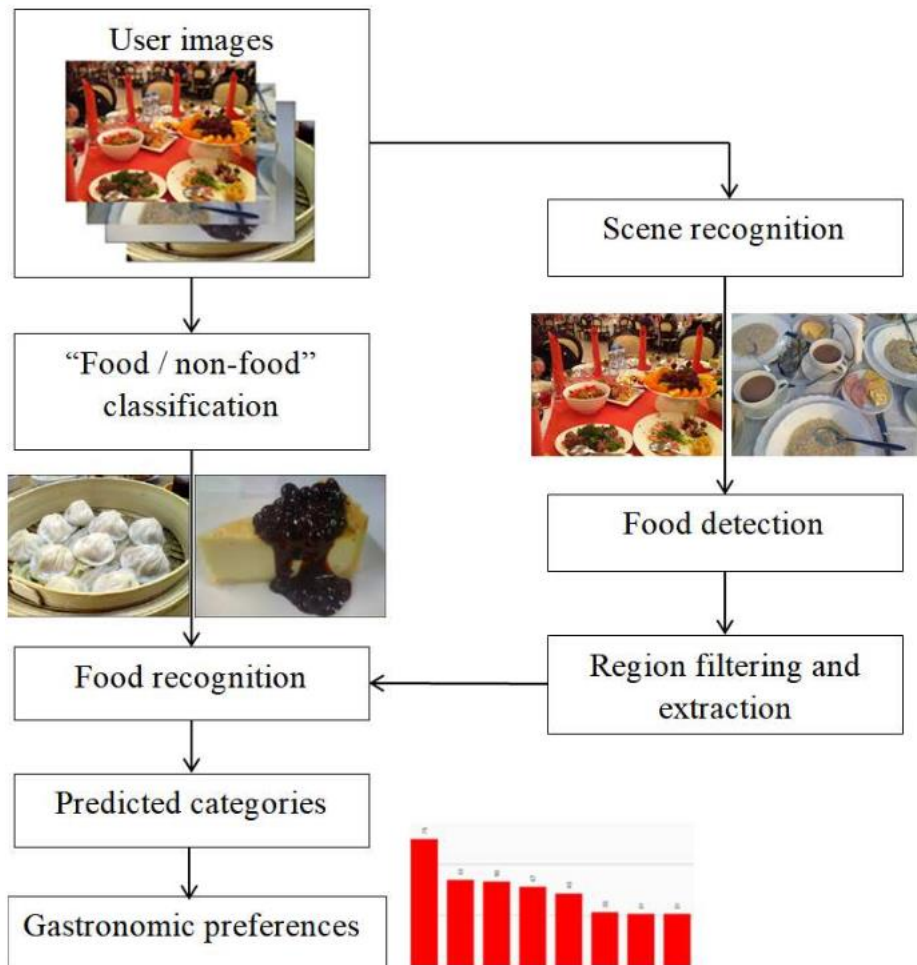 User images
Scene recognition
“Food / non-food”
classification
Food detection
Food recognition
Region filtering and
extraction
Predicted categories
Gastronomic preferences